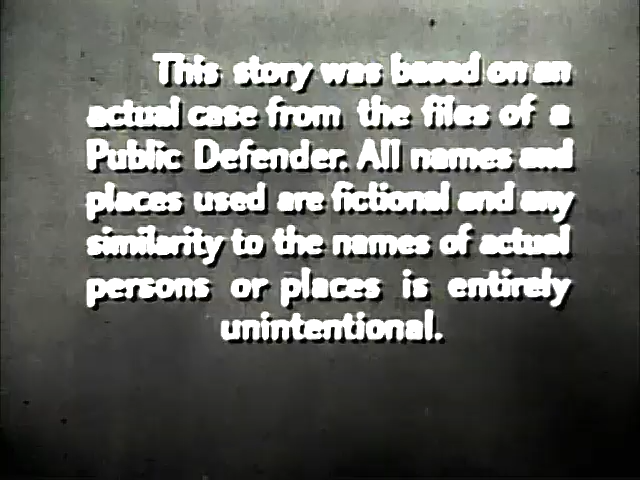 This story was based on an
actual case from the files of a
Public Defender. All names and
places used are fictional and any
similarity to the names of actual
persons or places is entirely
unintentional.